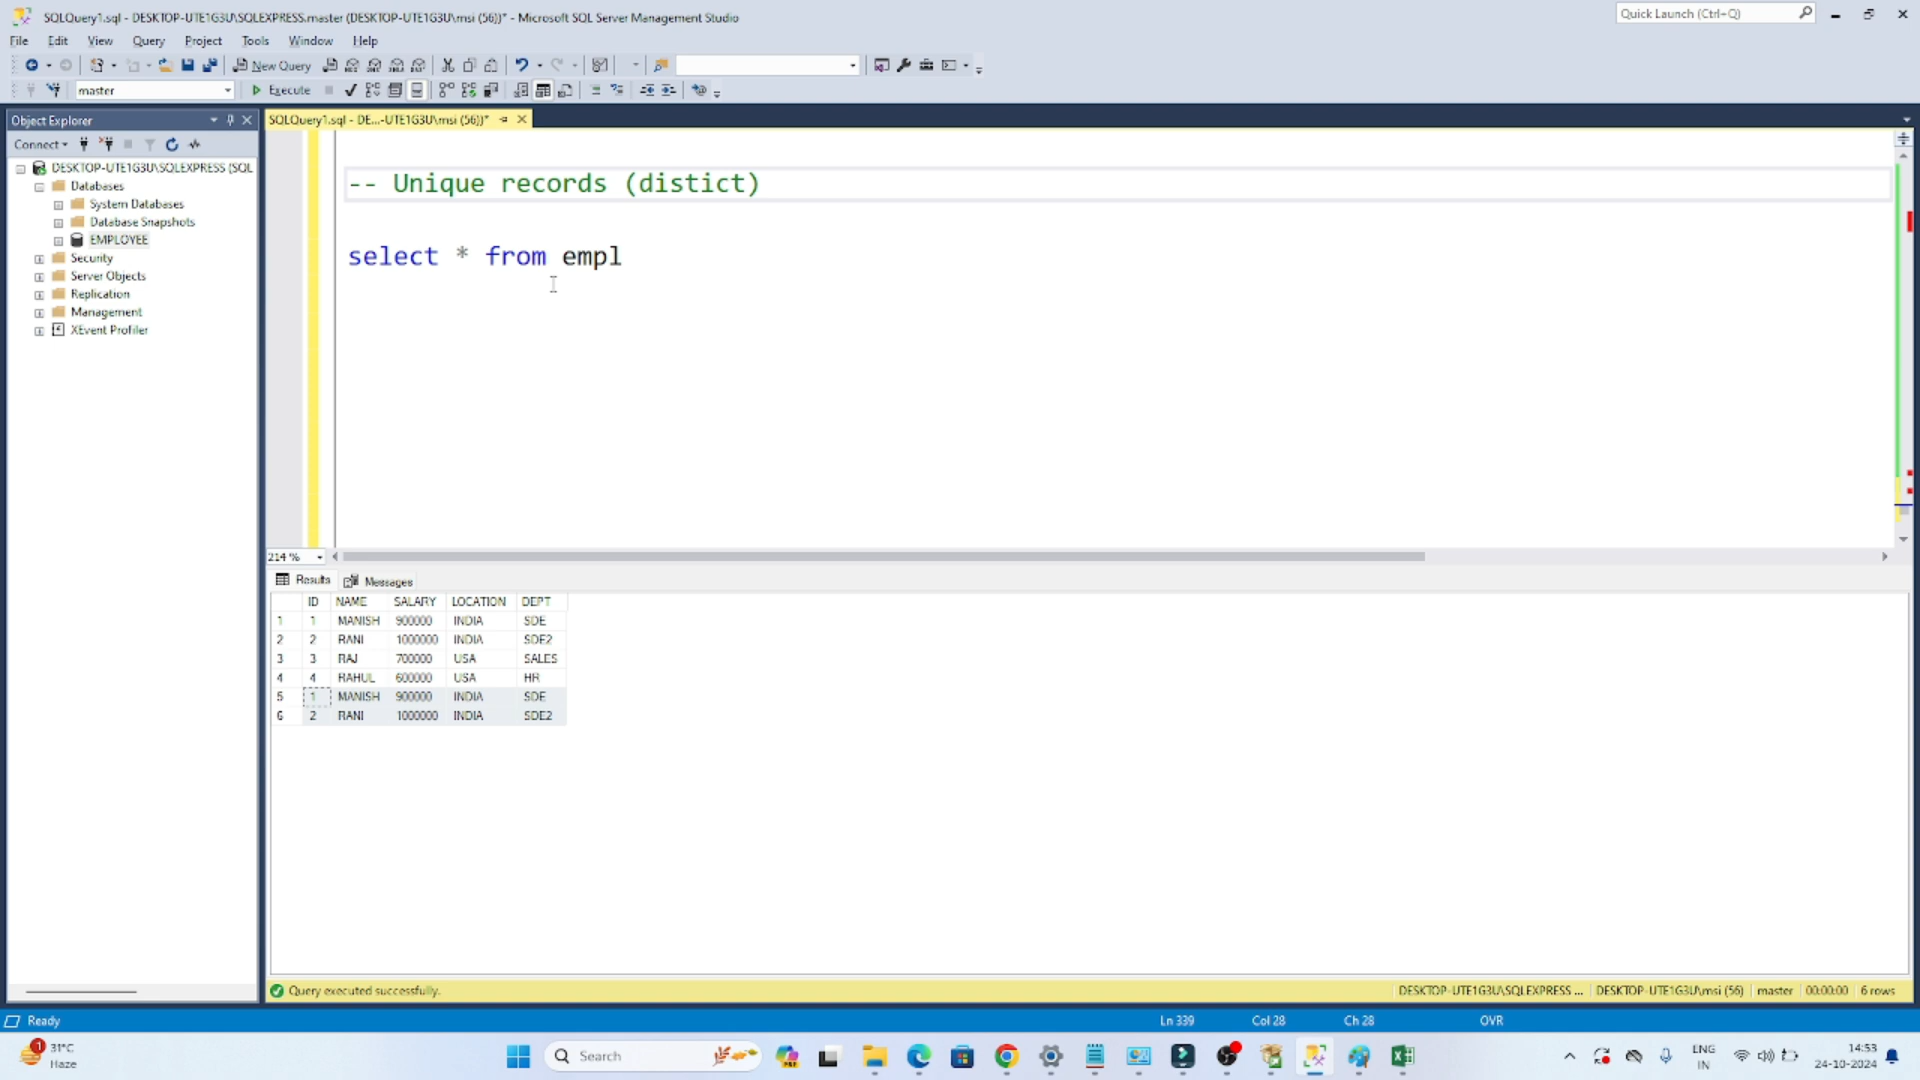 SQLQuery1.sql - DESKTOP-UTE1G3U\SQLEXPRESS.master (DESKTOP-UTE1G3U\msi (56))* - Microsoft SQL Server Management Studio
Quick Launch (Ctrl+Q)
File Edit View Query Project Tools Window Help
New Query
master
Execute
Object Explorer
SQLQuery1.sql - DE...-UTE1G3U\msi (56))*
Connect
DESKTOP-UTE1G3U\SQLEXPRESS (SQL
Databases
System Databases
Database Snapshots
EMPLOYEE
Security
Server Objects
Replication
Management
XEvent Profiler
-- Unique records (distict)
select * from empl
214 %
Results Messages
ID NAME SALARY LOCATION DEPT
1 1 MANISH 900000 INDIA SDE
2 2 RANI 1000000 INDIA SDE2
3 3 RAJ 700000 USA SALES
4 4 RAHUL 600000 USA HR
5 1 MANISH 900000 INDIA SDE
6 2 RANI 1000000 INDIA SDE2
Query executed successfully.
DESKTOP-UTE1G3U\SQLEXPRESS ... DESKTOP-UTE1G3U\msi (56) master 00:00:00 6 rows
Ready
Ln 339 Col 28 Ch 28 OVR
1
31°C
Haze
Search
ENG
IN
14:53
24-10-2024